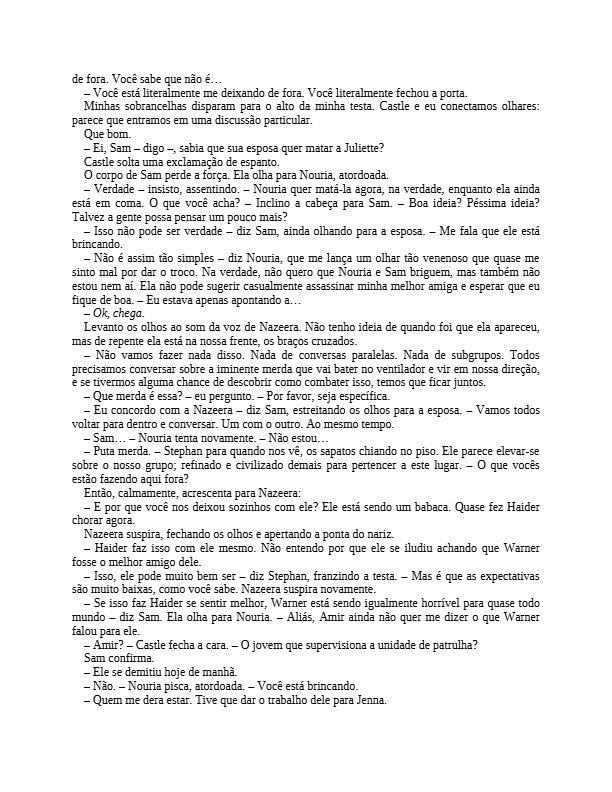 de fora. Você sabe que não é…
– Você está literalmente me deixando de fora. Você literalmente fechou a porta.
Minhas sobrancelhas disparam para o alto da minha testa. Castle e eu conectamos olhares:
parece que entramos em uma discussão particular.
Que bom.
– Ei, Sam – digo –, sabia que sua esposa quer matar a Juliette?
Castle solta uma exclamação de espanto.
O corpo de Sam perde a força. Ela olha para Nouria, atordoada.
– Verdade – insisto, assentindo. – Nouria quer matá-la agora, na verdade, enquanto ela ainda
está em coma. O que você acha? – Inclino a cabeça para Sam. – Boa ideia? Péssima ideia?
Talvez a gente possa pensar um pouco mais?
– Isso não pode ser verdade – diz Sam, ainda olhando para a esposa. – Me fala que ele está
brincando.
– Não é assim tão simples – diz Nouria, que me lança um olhar tão venenoso que quase me
sinto mal por dar o troco. Na verdade, não quero que Nouria e Sam briguem, mas também não
estou nem aí. Ela não pode sugerir casualmente assassinar minha melhor amiga e esperar que eu
fique de boa. – Eu estava apenas apontando a…
– Ok, chega.
Levanto os olhos ao som da voz de Nazeera. Não tenho ideia de quando foi que ela apareceu,
mas de repente ela está na nossa frente, os braços cruzados.
– Não vamos fazer nada disso. Nada de conversas paralelas. Nada de subgrupos. Todos
precisamos conversar sobre a iminente merda que vai bater no ventilador e vir em nossa direção,
e se tivermos alguma chance de descobrir como combater isso, temos que ficar juntos.
– Que merda é essa? – eu pergunto. – Por favor, seja específica.
– Eu concordo com a Nazeera – diz Sam, estreitando os olhos para a esposa. – Vamos todos
voltar para dentro e conversar. Um com o outro. Ao mesmo tempo.
– Sam… – Nouria tenta novamente. – Não estou…
– Puta merda. – Stephan para quando nos vê, os sapatos chiando no piso. Ele parece elevar-se
sobre o nosso grupo; refinado e civilizado demais para pertencer a este lugar. – O que vocês
estão fazendo aqui fora?
Então, calmamente, acrescenta para Nazeera:
– E por que você nos deixou sozinhos com ele? Ele está sendo um babaca. Quase fez Haider
chorar agora.
Nazeera suspira, fechando os olhos e apertando a ponta do nariz.
– Haider faz isso com ele mesmo. Não entendo por que ele se iludiu achando que Warner
fosse o melhor amigo dele.
– Isso, ele pode muito bem ser – diz Stephan, franzindo a testa. – Mas é que as expectativas
são muito baixas, como você sabe. Nazeera suspira novamente.
– Se isso faz Haider se sentir melhor, Warner está sendo igualmente horrível para quase todo
mundo – diz Sam. Ela olha para Nouria. – Aliás, Amir ainda não quer me dizer o que Warner
falou para ele.
– Amir? – Castle fecha a cara. – O jovem que supervisiona a unidade de patrulha?
Sam confirma.
– Ele se demitiu hoje de manhã.
– Não. – Nouria pisca, atordoada. – Você está brincando.
– Quem me dera estar. Tive que dar o trabalho dele para Jenna.